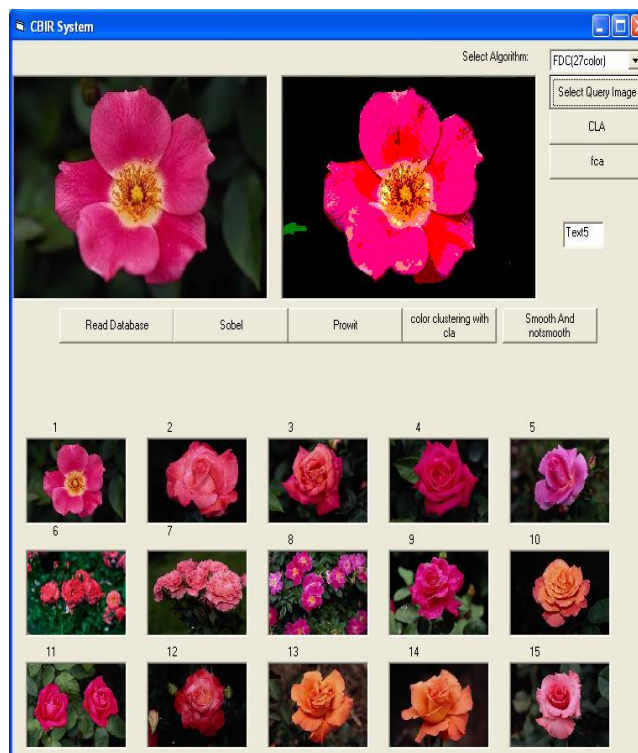 CBIR System
Select Algorithm:
FDC(27color)
Select Query Image
CLA
fca
Text5
Read Database
Sobel
Prowit
color clustering with
cla
Smooth And
notsmooth
1
2
3
4
5
6
7
8
9
10
11
12
13
14
15